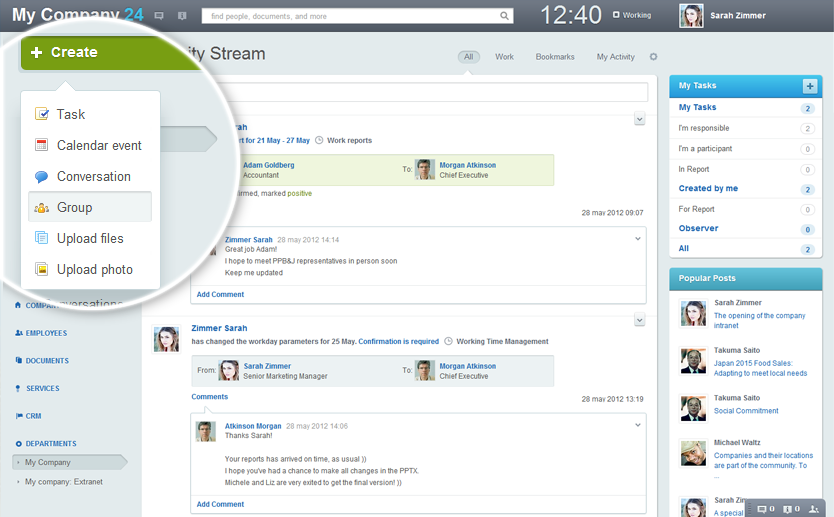 My Company 24
find people, documents, and more
12:40
Working
Sarah Zimmer
Create
Task
Calendar event
Conversation
Group
Upload files
Upload photo
ity Stream
All
Work
Bookmarks
My Activity
nversations
COMPANY
EMPLOYEES
DOCUMENTS
SERVICES
CRM
DEPARTMENTS
My Company
My company: Extranet
rah
rt for 21 May - 27 May
Work reports
Adam Goldberg
Accountant
To:
Morgan Atkinson
Chief Executive
irmed, marked positive
28 may 2012 09:07
Zimmer Sarah 28 may 2012 14:14
Great job Adam!
I hope to meet PPB&J representatives in person soon
Keep me updated
Add Comment
Zimmer Sarah
has changed the workday parameters for 25 May. Confirmation is required
Working Time Management
From:
Sarah Zimmer
Senior Marketing Manager
To:
Morgan Atkinson
Chief Executive
Comments
28 may 2012 13:19
Atkinson Morgan 28 may 2012 14:06
Thanks Sarah!
Your reports has arrived on time, as usual ))
I hope you've had a chance to make all changes in the PPTX.
Michele and Liz are very exited to get the final version! ))
Add Comment
My Tasks
My Tasks 2
I'm responsible 2
I'm a participant 0
In Report 0
Created by me 2
For Report 0
Observer 0
All 2
Popular Posts
Sarah Zimmer
The opening of the company
intranet
Takuma Saito
Japan 2015 Food Sales:
Adapting to meet local needs
Takuma Saito
Social Commitment
Michael Waltz
Companies and their locations
are part of the community. To
...
Sarah Zim
A special
0
0